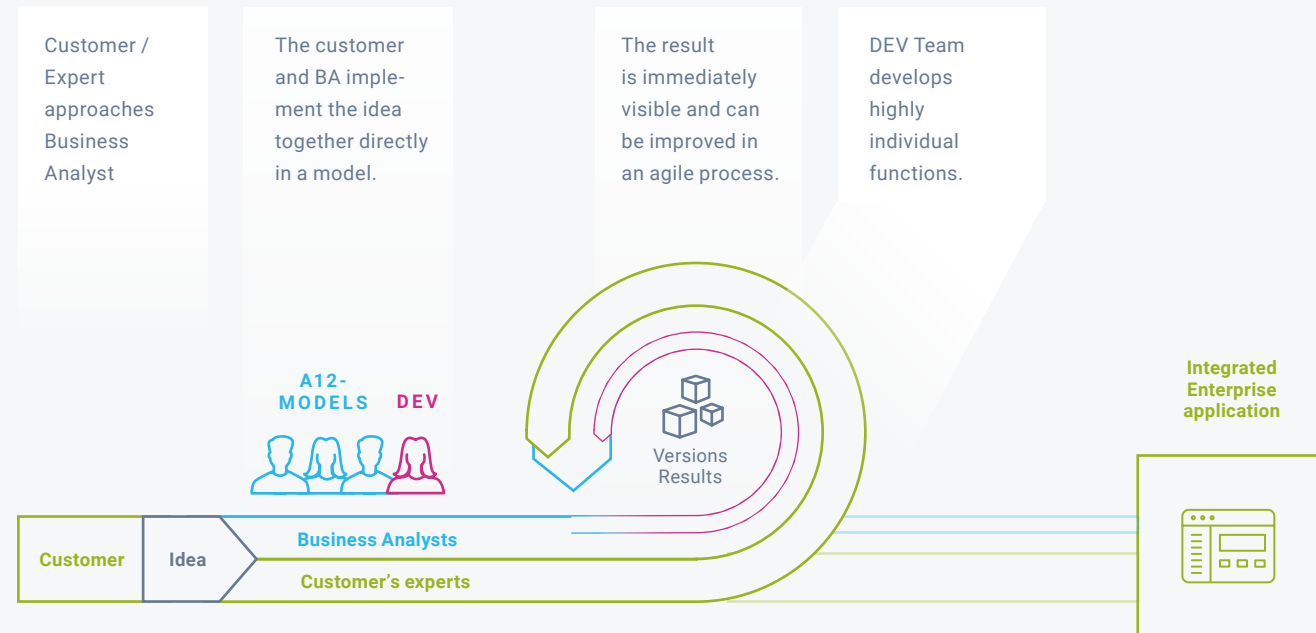 Customer /
Expert
approaches
Business
Analyst
The customer
and BA imple-
ment the idea
together directly
in a model.
The result
is immediately
visible and can
be improved in
an agile process.
DEV Team
develops
highly
individual
functions.
A12-
MODELS
DEV
Versions
Results
Integrated
Enterprise
application
Customer
Idea
Business Analysts
Customer’s experts